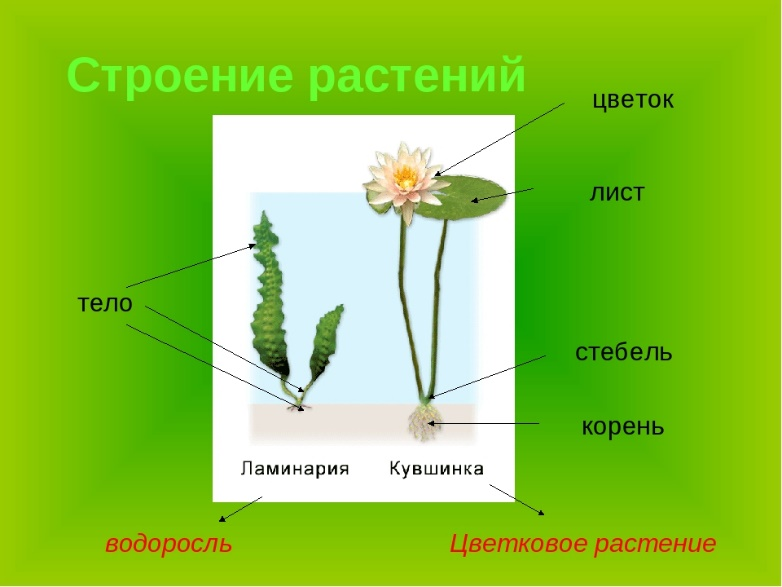 Строение растений
цветок
лист
тело
стебель
корень
Ламинария Кувшинка
водоросль Цветковое растение